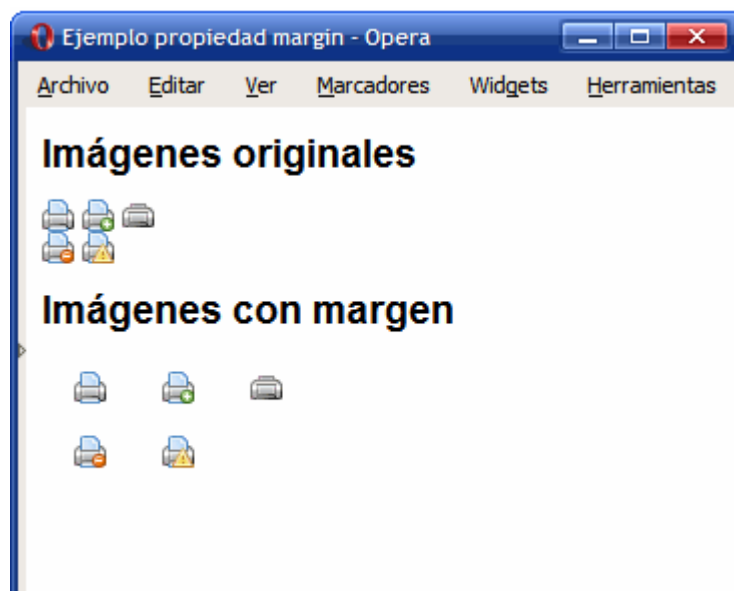 Ejemplo propiedad margin - Opera
Archivo Editar Ver Marcadores Widgets Herramientas
Imágenes originales
Imágenes con margen